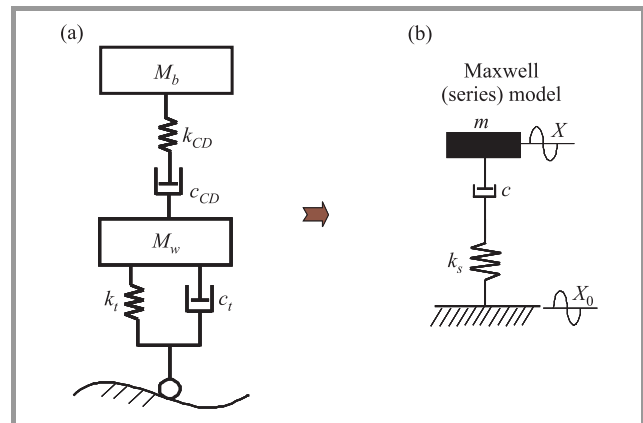 (a)
M_b
k_CD
c_CD
M_w
k_t
c_t
(b)
Maxwell
(series) model
m
X
c
k_s
X_0